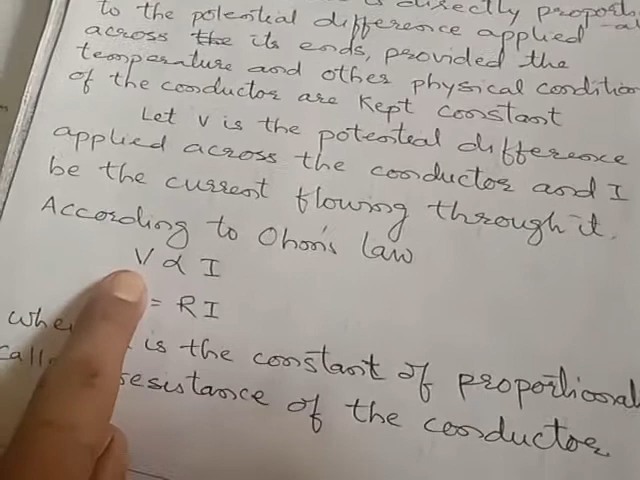 directly proportional
to the potential difference applied
across the its ends, provided the
temperature and other physical condition
of the conductor are kept constant
Let V is the potential difference
applied across the conductor and I
be the current flowing through it.
According to Ohm's law
V ∝ I
= RI
is the constant of proportional
resistance of the conductor